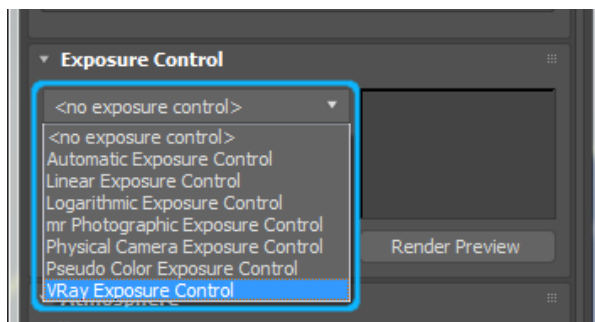 Exposure Control
<no exposure control>
<no exposure control>
Automatic Exposure Control
Linear Exposure Control
Logarithmic Exposure Control
mr Photographic Exposure Control
Physical Camera Exposure Control
Render Preview
Pseudo Color Exposure Control
VRay Exposure Control